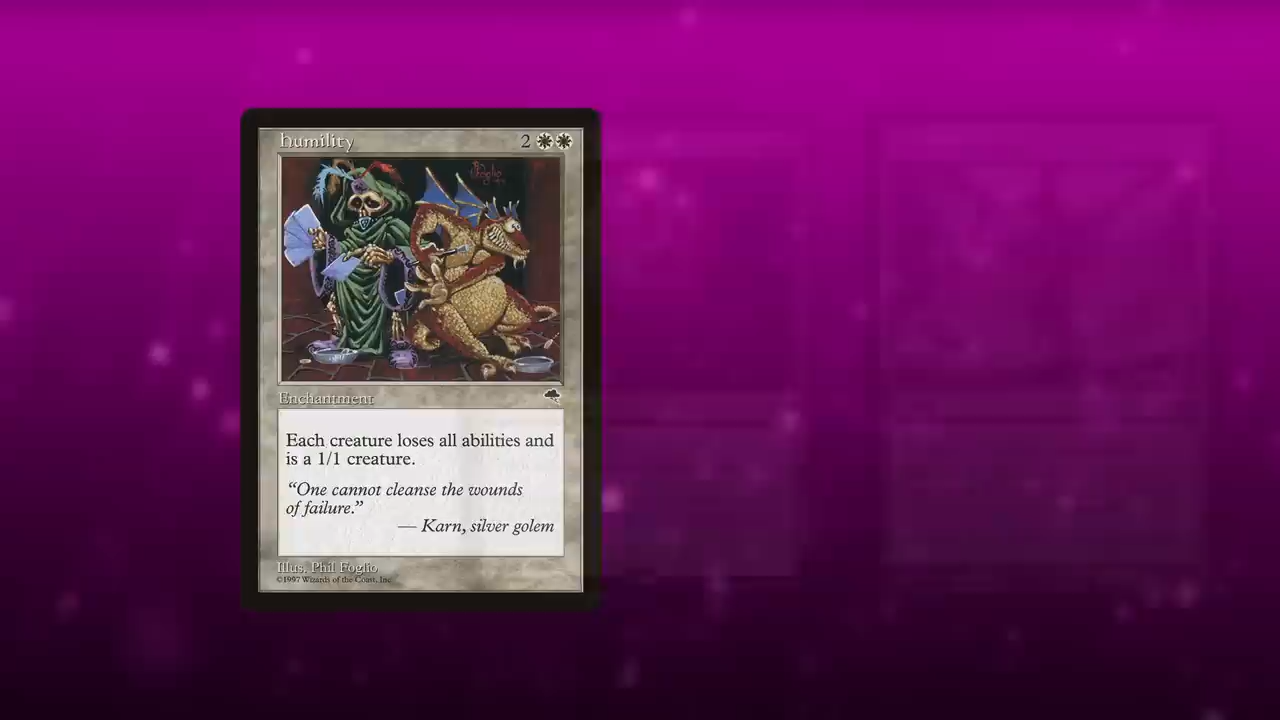 Humility 2
Foglio
Enchantment
Each creature loses all abilities and
is a 1/1 creature.
“One cannot cleanse the wounds
of failure.”
— Karn, silver golem
Illus. Phil Foglio
©1997 Wizards of the Coast, Inc.